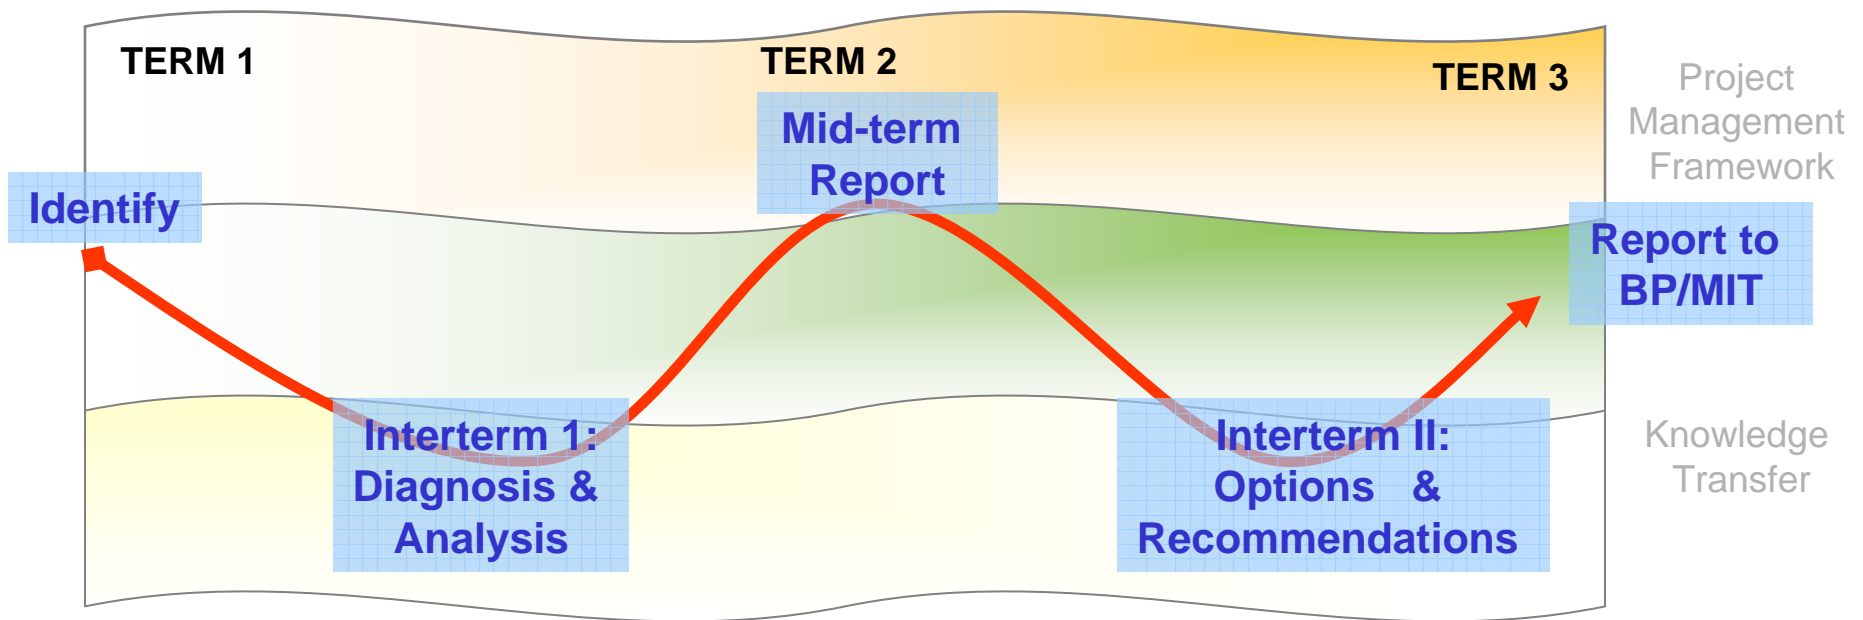 TERM 1
TERM 2
TERM 3
Project
Management
Framework
Mid-term
Report
Identify
Report to
BP/MIT
Interterm 1:
Diagnosis &
Analysis
Interterm II:
Options &
Recommendations
Knowledge
Transfer